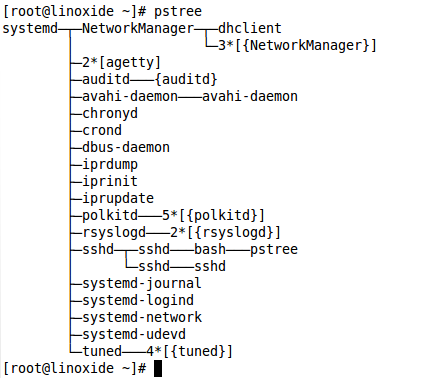 [root@linoxide ~]# pstree
systemd─┬─NetworkManager─┬─dhclient
        │                └─3*[{NetworkManager}]
        ├─2*[agetty]
        ├─auditd───{auditd}
        ├─avahi-daemon───avahi-daemon
        ├─chronyd
        ├─crond
        ├─dbus-daemon
        ├─iprdump
        ├─iprinit
        ├─iprupdate
        ├─polkitd───5*[{polkitd}]
        ├─rsyslogd───2*[{rsyslogd}]
        ├─sshd─┬─sshd───bash───pstree
        │      └─sshd───sshd
        ├─systemd-journal
        ├─systemd-logind
        ├─systemd-network
        ├─systemd-udevd
        └─tuned───4*[{tuned}]
[root@linoxide ~]#